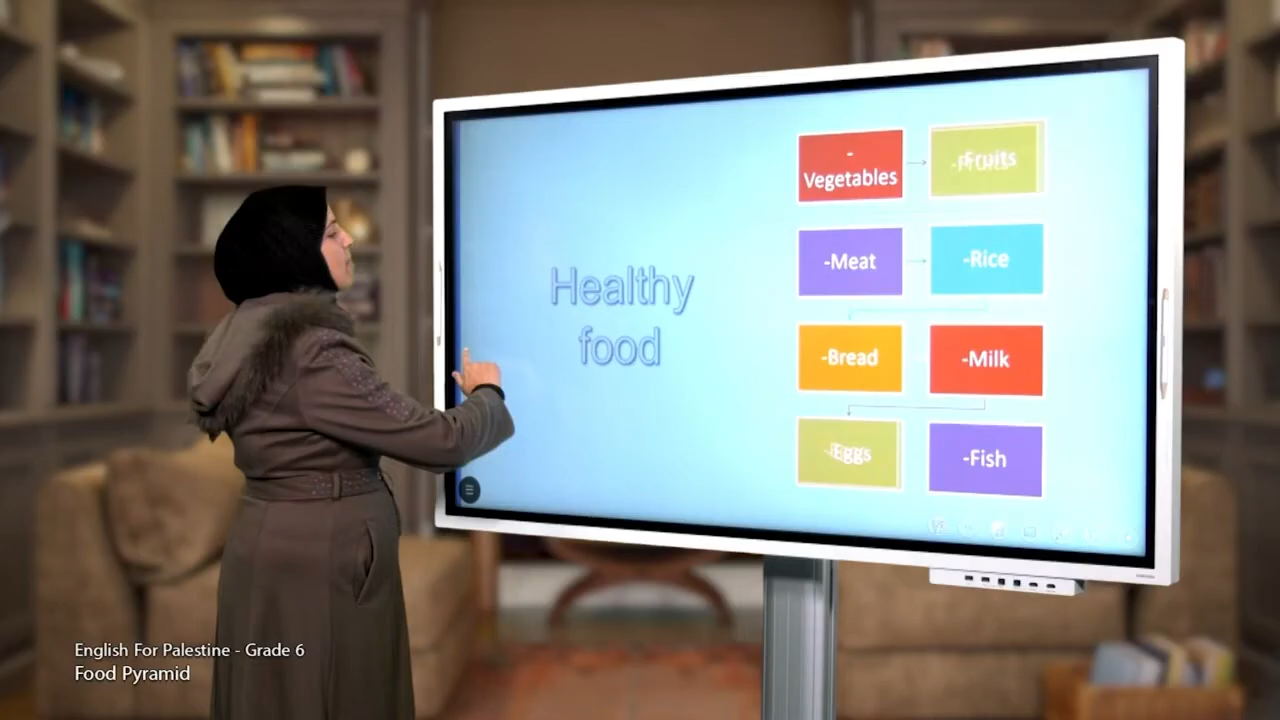 Healthy
food
-
Vegetables
-Fruits
-Meat
-Rice
-Bread
-Milk
-Eggs
-Fish
English For Palestine - Grade 6
Food Pyramid